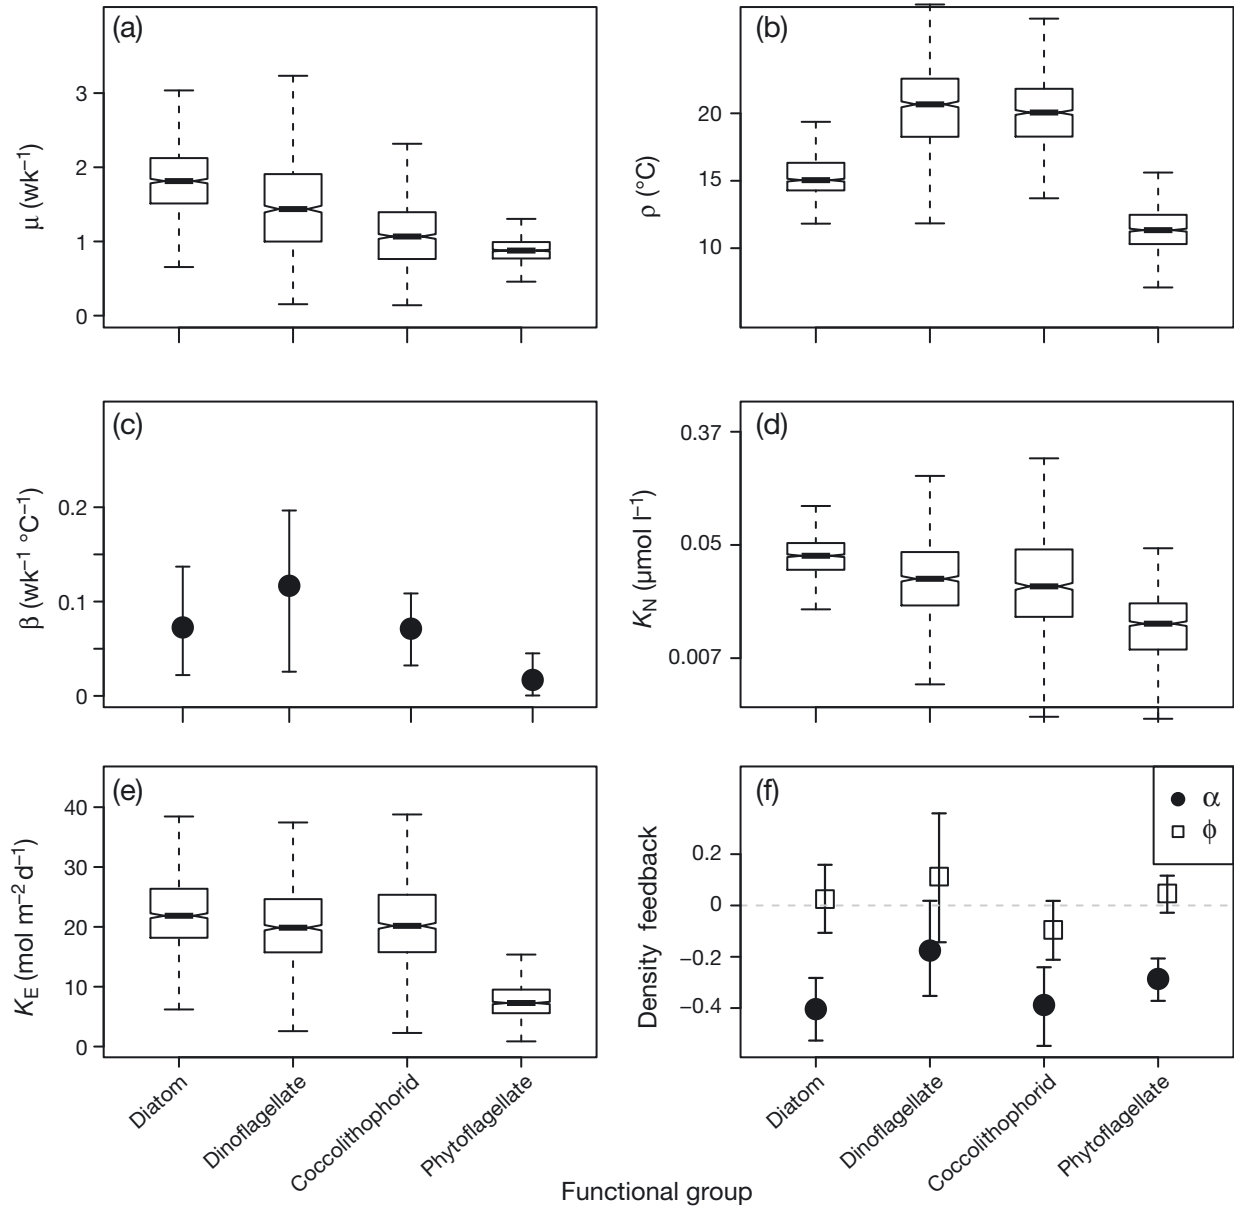 (a)
μ (wk⁻¹)
3
2
1
0
(b)
ρ (°C)
20
15
10
(c)
β (wk⁻¹ °C⁻¹)
0.2
0.1
0
(d)
K_N (μmol l⁻¹)
0.37
0.05
0.007
(e)
K_E (mol m⁻² d⁻¹)
40
30
20
10
0
Diatom
Dinoflagellate
Coccolithophorid
Phytoflagellate
(f)
α
ϕ
Density feedback
0.2
0
−0.2
−0.4
Diatom
Dinoflagellate
Coccolithophorid
Phytoflagellate
Functional group